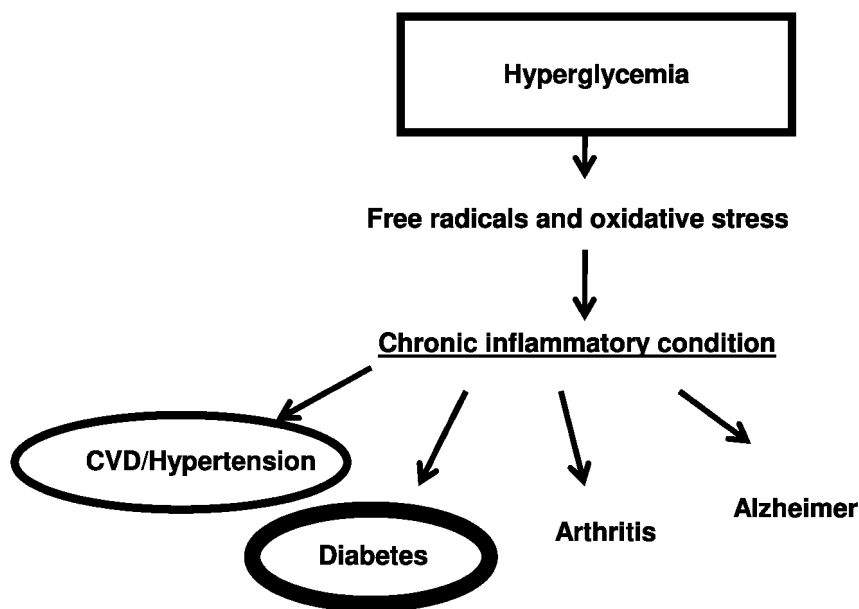 Hyperglycemia
Free radicals and oxidative stress
Chronic inflammatory condition
CVD/Hypertension
Diabetes
Arthritis
Alzheimer